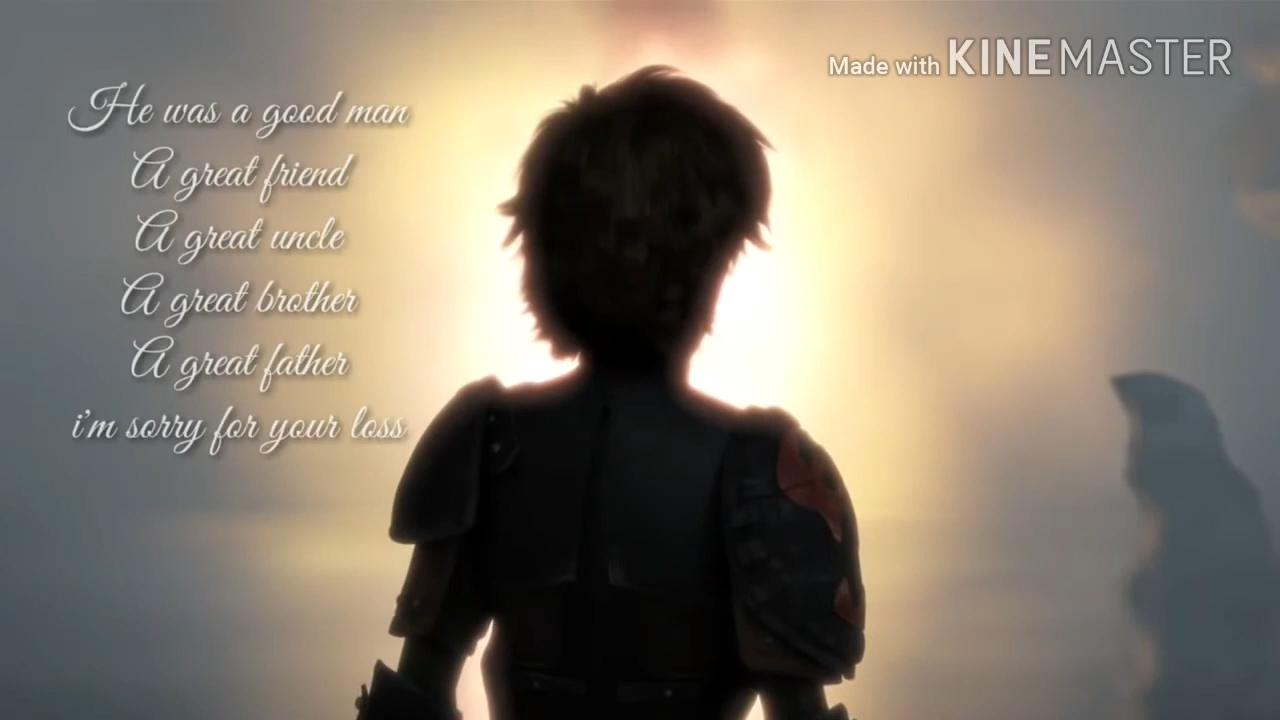 He was a good man
A great friend
A great uncle
A great brother
A great father
i'm sorry for your loss
Made with KINEMASTER